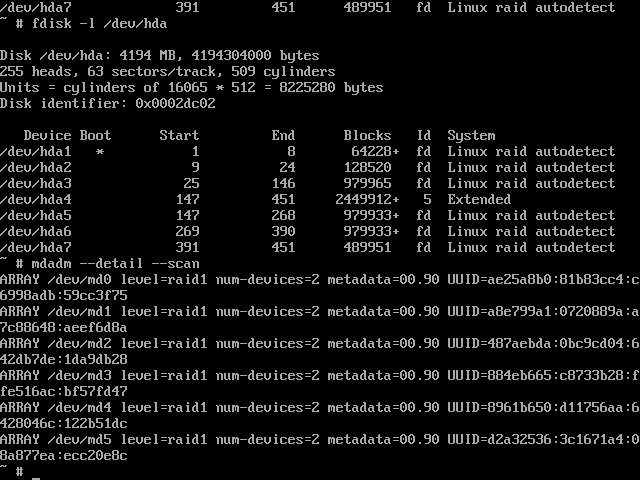 /dev/hda7 391 451 489951 fd Linux raid autodetect
~ # fdisk -l /dev/hda
Disk /dev/hda: 4194 MB, 4194304000 bytes
255 heads, 63 sectors/track, 509 cylinders
Units = cylinders of 16065 * 512 = 8225280 bytes
Disk identifier: 0x0002dc02
Device Boot Start End Blocks Id System
/dev/hda1 * 1 8 64228+ fd Linux raid autodetect
/dev/hda2 9 24 128520 fd Linux raid autodetect
/dev/hda3 25 146 979965 fd Linux raid autodetect
/dev/hda4 147 451 2449912+ 5 Extended
/dev/hda5 147 268 979933+ fd Linux raid autodetect
/dev/hda6 269 390 979933+ fd Linux raid autodetect
/dev/hda7 391 451 489951 fd Linux raid autodetect
~ # mdadm --detail --scan
ARRAY /dev/md0 level=raid1 num-devices=2 metadata=00.90 UUID=ae25a8b0:81b83cc4:c
6998adb:59cc3f75
ARRAY /dev/md1 level=raid1 num-devices=2 metadata=00.90 UUID=a8e799a1:0720889a:a
7c88648:aeef6d8a
ARRAY /dev/md2 level=raid1 num-devices=2 metadata=00.90 UUID=487aebda:0bc9cd04:6
42db7de:1da9db28
ARRAY /dev/md3 level=raid1 num-devices=2 metadata=00.90 UUID=884eb665:c8733b28:f
fe516ac:bf57fd47
ARRAY /dev/md4 level=raid1 num-devices=2 metadata=00.90 UUID=8961b650:d11756aa:6
428046c:122b51dc
ARRAY /dev/md5 level=raid1 num-devices=2 metadata=00.90 UUID=d2a32536:3c1671a4:0
8a877ea:ecc20e8c
~ # _